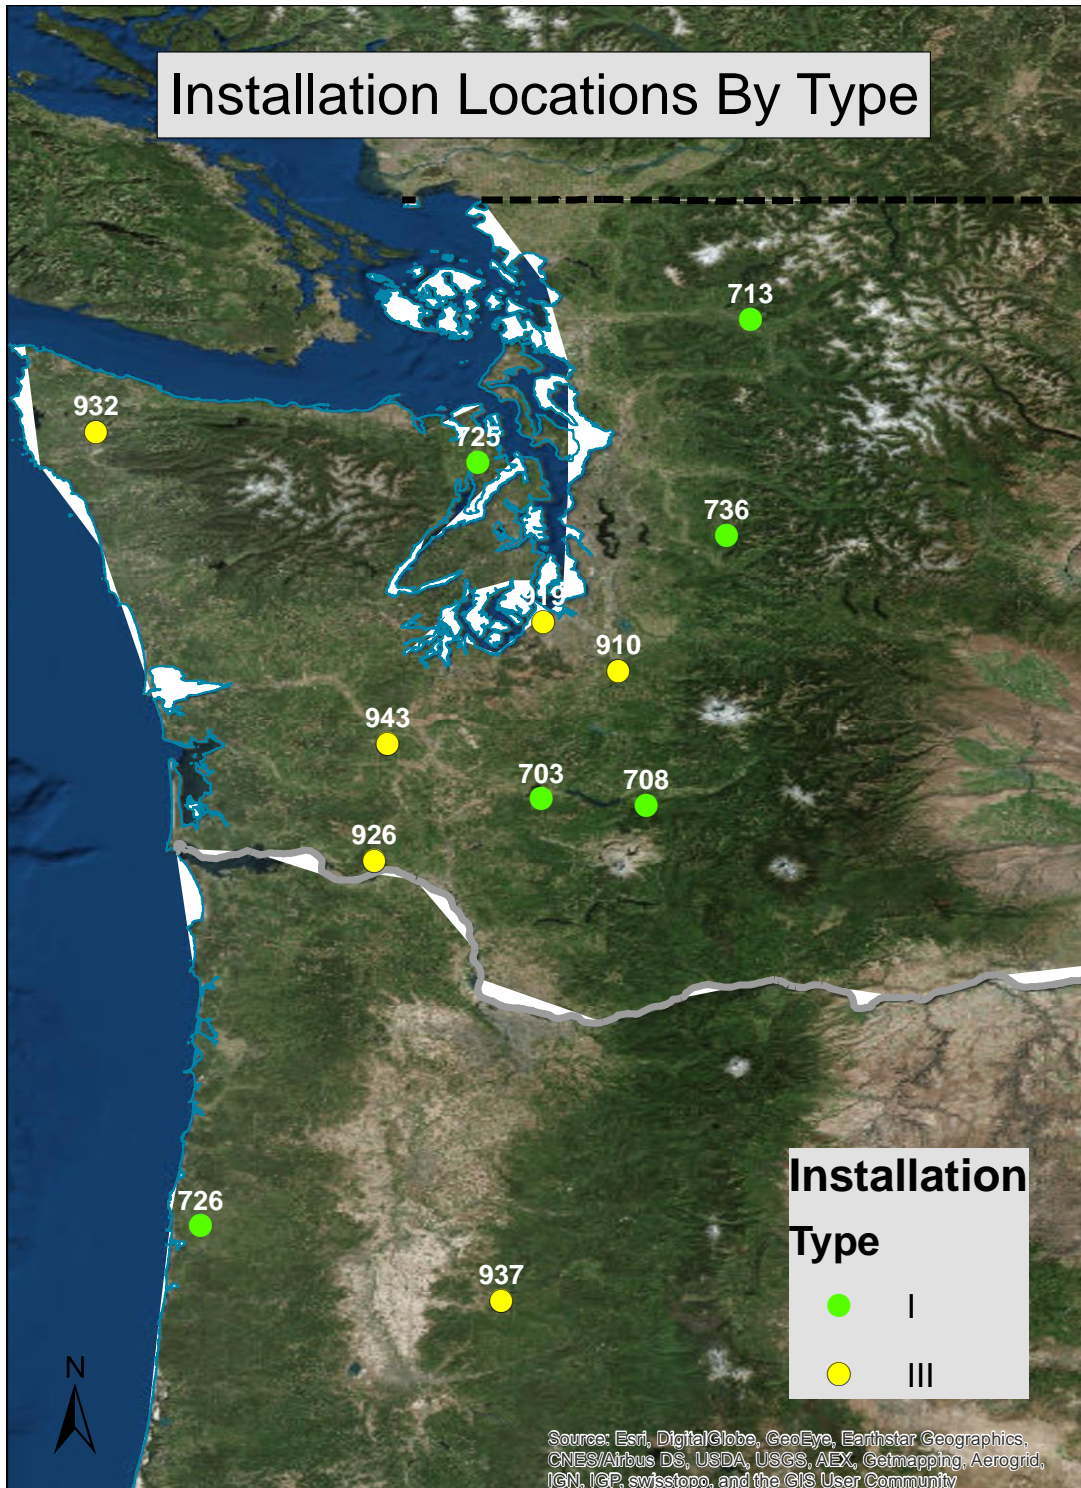 Installation Locations By Type
713
932
725
736
919
910
943
703
708
926
726
937
Installation
Type
I
III
N
Source: Esri, DigitalGlobe, GeoEye, Earthstar Geographics,
CNES/Airbus DS, USDA, USGS, AEX, Getmapping, Aerogrid,
IGN, IGP, swisstopo, and the GIS User Community